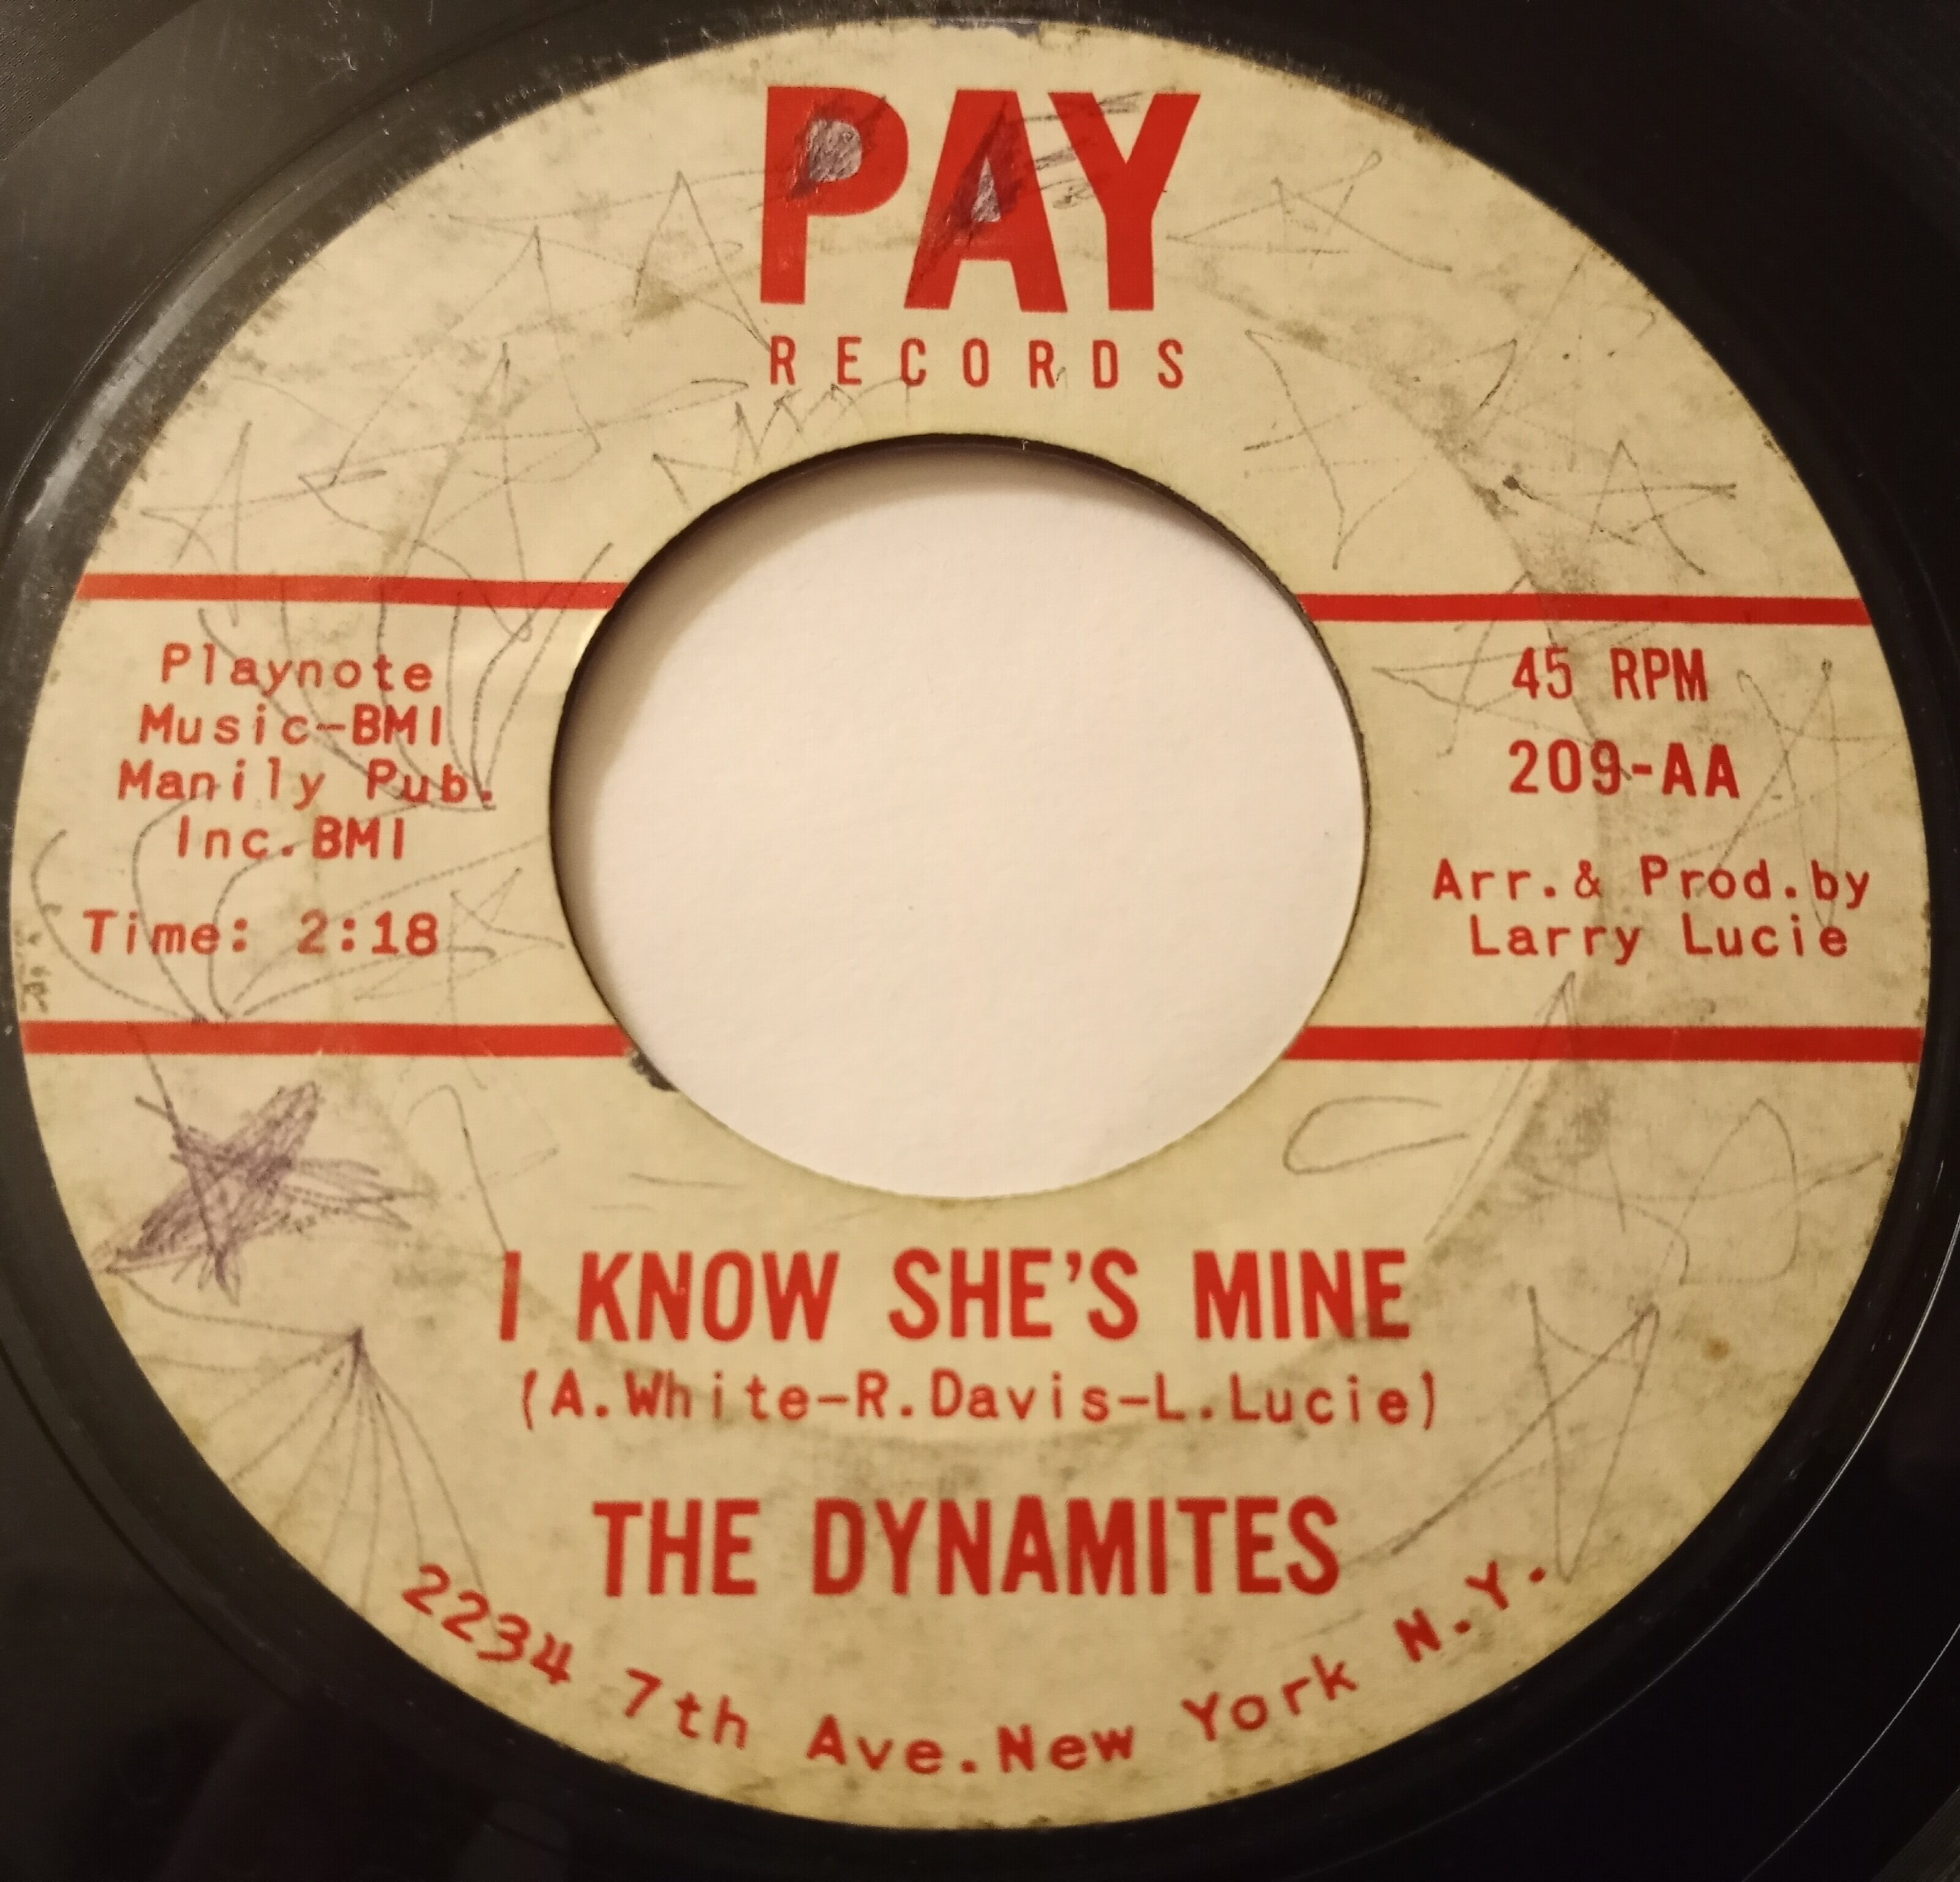 PAY
RECORDS
Playnote
Music-BMI
Manily Pub.
Inc.BMI
Time: 2:18
45 RPM
209-AA
Arr.& Prod.by
Larry Lucie
I KNOW SHE'S MINE
(A.White-R.Davis-L.Lucie)
THE DYNAMITES
2234 7th Ave.New York N.Y.